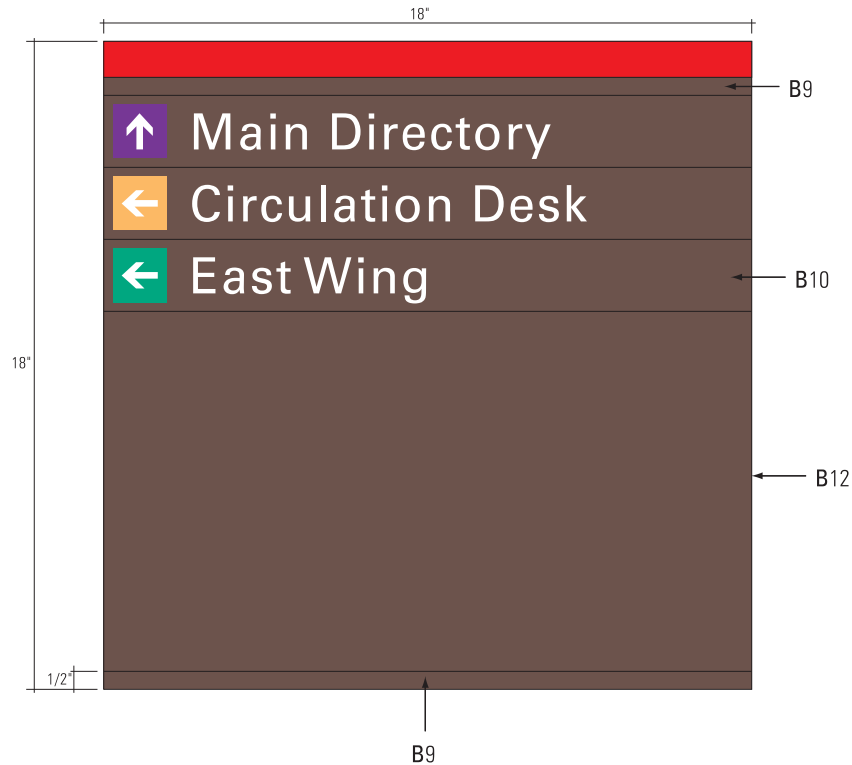 18"
B9
Main Directory
Circulation Desk
East Wing
B10
18"
B12
1/2"
B9